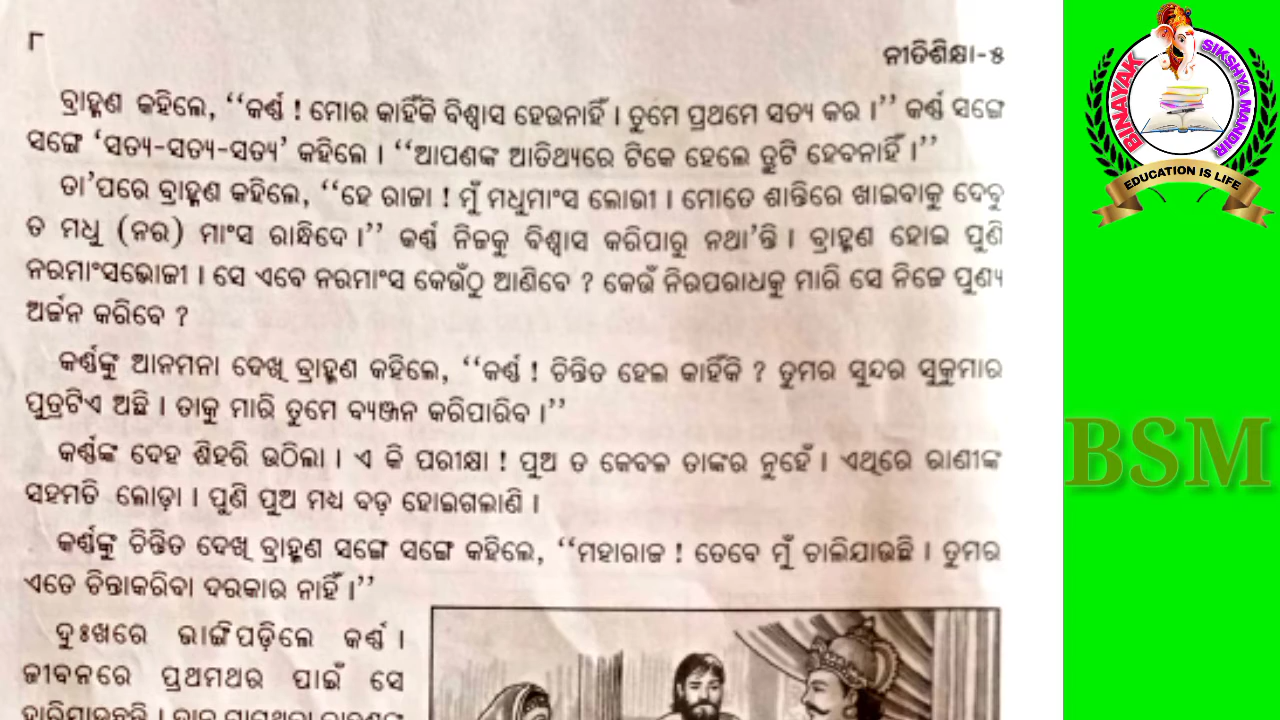 ୮
ନୀତିଶିକ୍ଷା-୫
ବ୍ରାହ୍ମଣ କହିଲେ, ‘‘କର୍ଣ୍ଣ ! ମୋର କାହିଁକି ବିଶ୍ବାସ ହେଉନାହିଁ । ତୁମେ ପ୍ରଥମେ ସତ୍ୟ କର ।’’ କର୍ଣ୍ଣ ସଙ୍ଗେ
ସଙ୍ଗେ ‘ସତ୍ୟ-ସତ୍ୟ-ସତ୍ୟ’ କହିଲେ । ‘‘ଆପଣଙ୍କ ଆତିଥ୍ୟରେ ଟିକେ ହେଲେ ତ୍ରୁଟି ହେବନାହିଁ ।’’
ତା’ପରେ ବ୍ରାହ୍ମଣ କହିଲେ, ‘‘ହେ ରାଜା ! ମୁଁ ମଧୁମାଂସ ଲୋଭୀ । ମୋତେ ଶାନ୍ତିରେ ଖାଇବାକୁ ଦେବୁ
ତ ମଧୁ (ନର) ମାଂସ ରାନ୍ଧିଦେ ।’’ କର୍ଣ୍ଣ ନିଜକୁ ବିଶ୍ବାସ କରିପାରୁ ନଥା’ନ୍ତି । ବ୍ରାହ୍ମଣ ହୋଇ ପୁଣି
ନରମାଂସଭୋଜୀ । ସେ ଏବେ ନରମାଂସ କେଉଁଠୁ ଆଣିବେ ? କେଉଁ ନିରପରାଧକୁ ମାରି ସେ ନିଜେ ପୁଣ୍ୟ
ଅର୍ଜନ କରିବେ ?
କର୍ଣ୍ଣଙ୍କୁ ଆନମନା ଦେଖି ବ୍ରାହ୍ମଣ କହିଲେ, ‘‘କର୍ଣ୍ଣ ! ଚିନ୍ତିତ ହେଲ କାହିଁକି ? ତୁମର ସୁନ୍ଦର ସୁକୁମାର
ପୁତ୍ରଟିଏ ଅଛି । ତାକୁ ମାରି ତୁମେ ବ୍ୟଞ୍ଜନ କରିପାରିବ ।’’
କର୍ଣ୍ଣଙ୍କ ଦେହ ଶିହରି ଉଠିଲା । ଏ କି ପରୀକ୍ଷା ! ପୁଅ ତ କେବଳ ତାଙ୍କର ନୁହେଁ । ଏଥିରେ ରାଣୀଙ୍କ
ସହମତି ଲୋଡ଼ା । ପୁଣି ପୁଅ ମଧ୍ୟ ବଡ଼ ହୋଇଗଲାଣି ।
କର୍ଣ୍ଣଙ୍କୁ ଚିନ୍ତିତ ଦେଖି ବ୍ରାହ୍ମଣ ସଙ୍ଗେ ସଙ୍ଗେ କହିଲେ, ‘‘ମହାରାଜ ! ତେବେ ମୁଁ ଚାଲିଯାଉଛି । ତୁମର
ଏତେ ଚିନ୍ତାକରିବା ଦରକାର ନାହିଁ ।’’
ଦୁଃଖରେ ଭାଙ୍ଗିପଡ଼ିଲେ କର୍ଣ୍ଣ ।
ଜୀବନରେ ପ୍ରଥମଥର ପାଇଁ ସେ
BINAYAK SIKSHYA MANDIR
EDUCATION IS LIFE
BSM